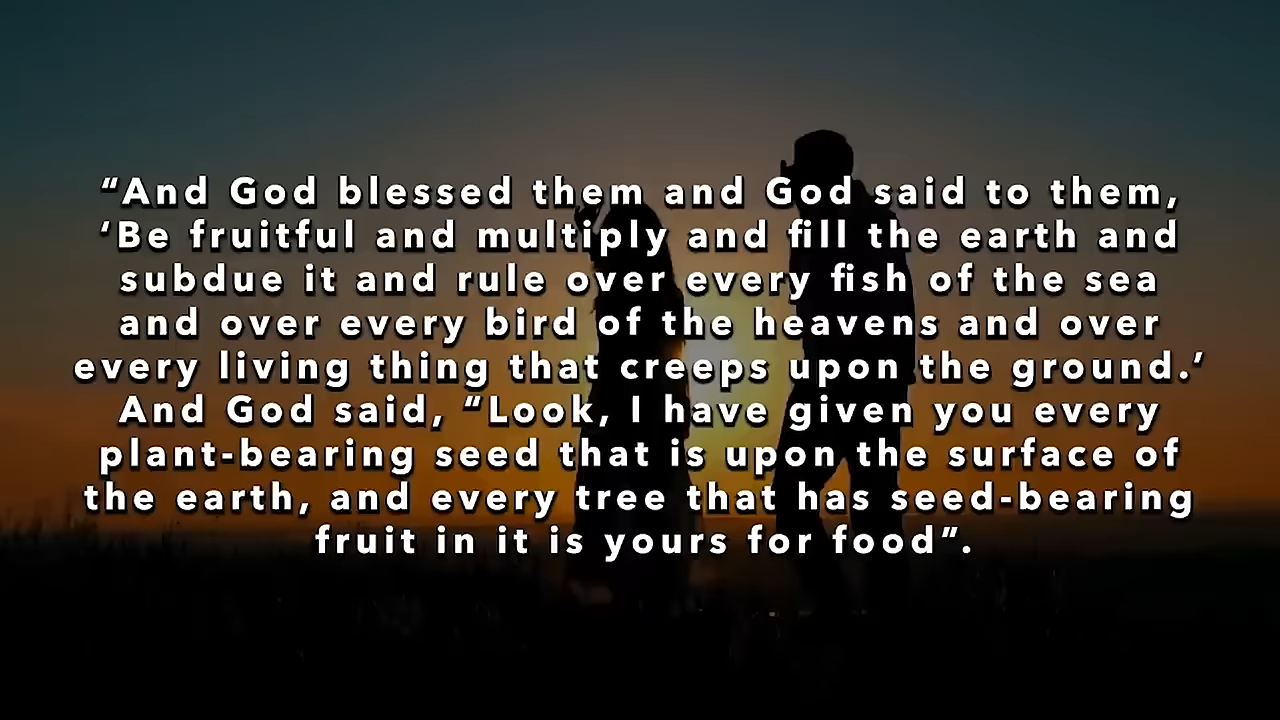 “And God blessed them and God said to them,
‘Be fruitful and multiply and fill the earth and
subdue it and rule over every fish of the sea
and over every bird of the heavens and over
every living thing that creeps upon the ground.’
And God said, “Look, I have given you every
plant-bearing seed that is upon the surface of
the earth, and every tree that has seed-bearing
fruit in it is yours for food”.